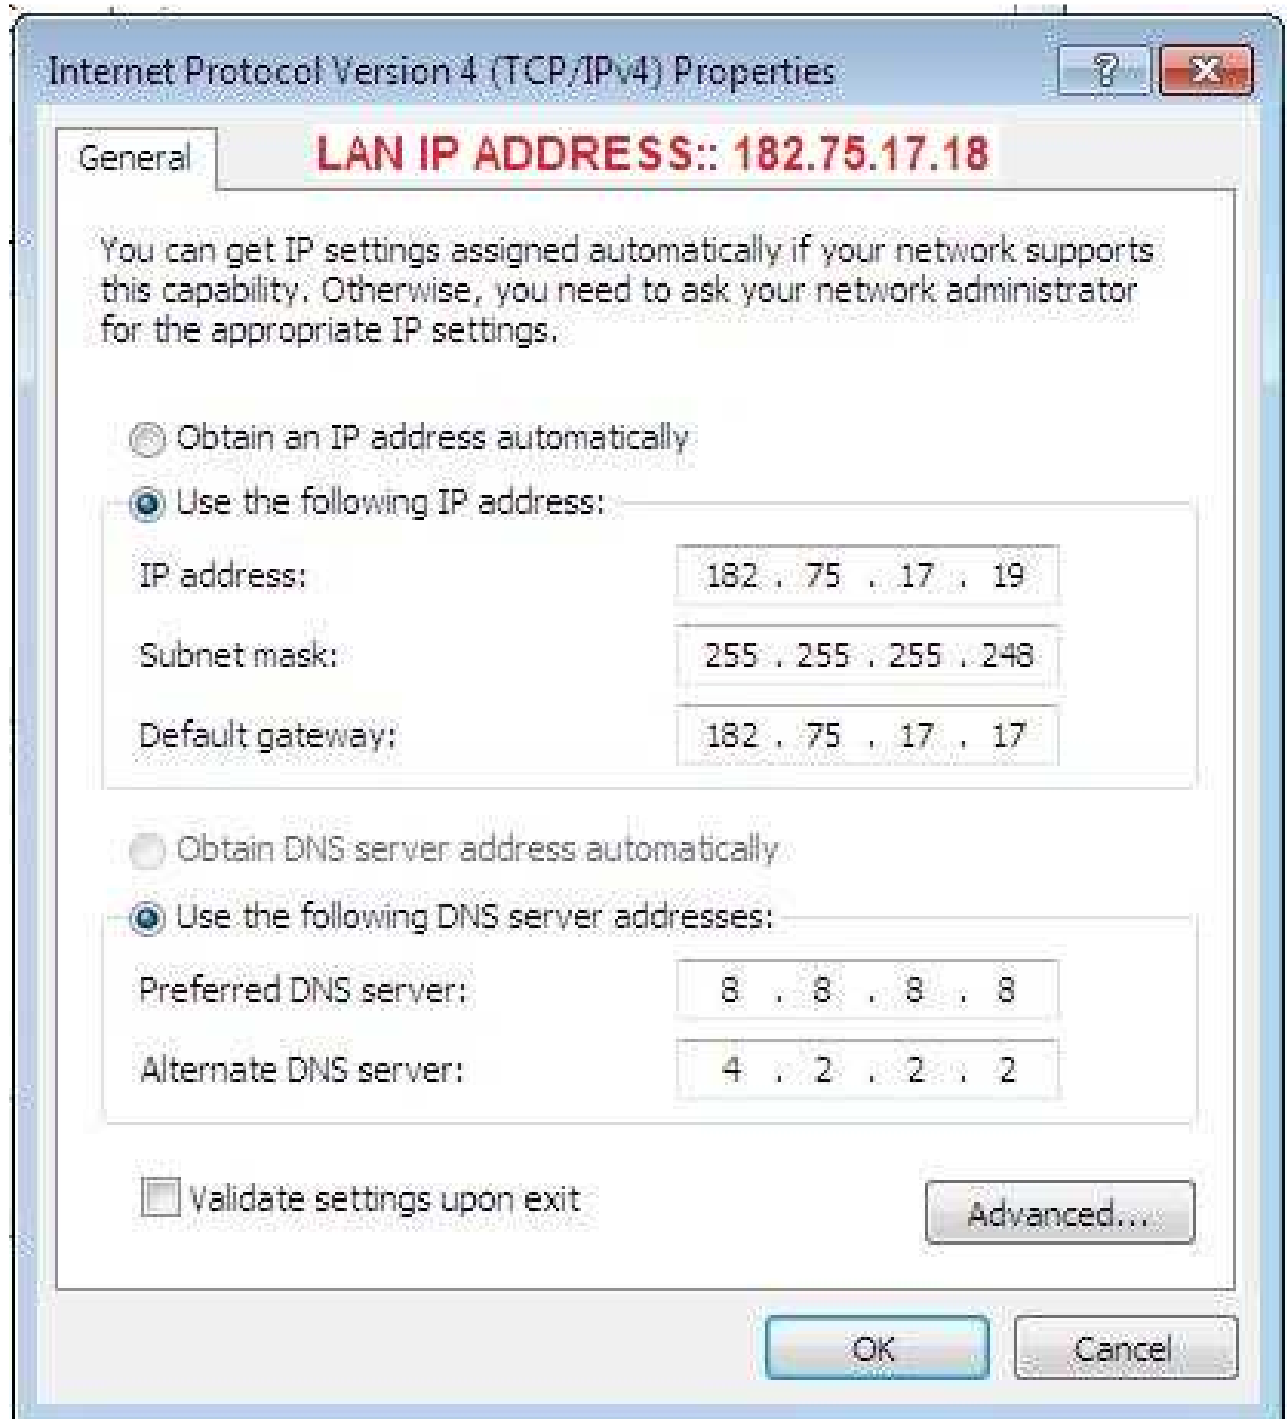 Internet Protocol Version 4 (TCP/IPv4) Properties
General
LAN IP ADDRESS:: 182.75.17.18
You can get IP settings assigned automatically if your network supports
this capability. Otherwise, you need to ask your network administrator
for the appropriate IP settings.
Obtain an IP address automatically
Use the following IP address:
IP address: 182 . 75 . 17 . 19
Subnet mask: 255 . 255 . 255 . 248
Default gateway: 182 . 75 . 17 . 17
Obtain DNS server address automatically
Use the following DNS server addresses:
Preferred DNS server: 8 . 8 . 8 . 8
Alternate DNS server: 4 . 2 . 2 . 2
Validate settings upon exit
Advanced...
OK Cancel